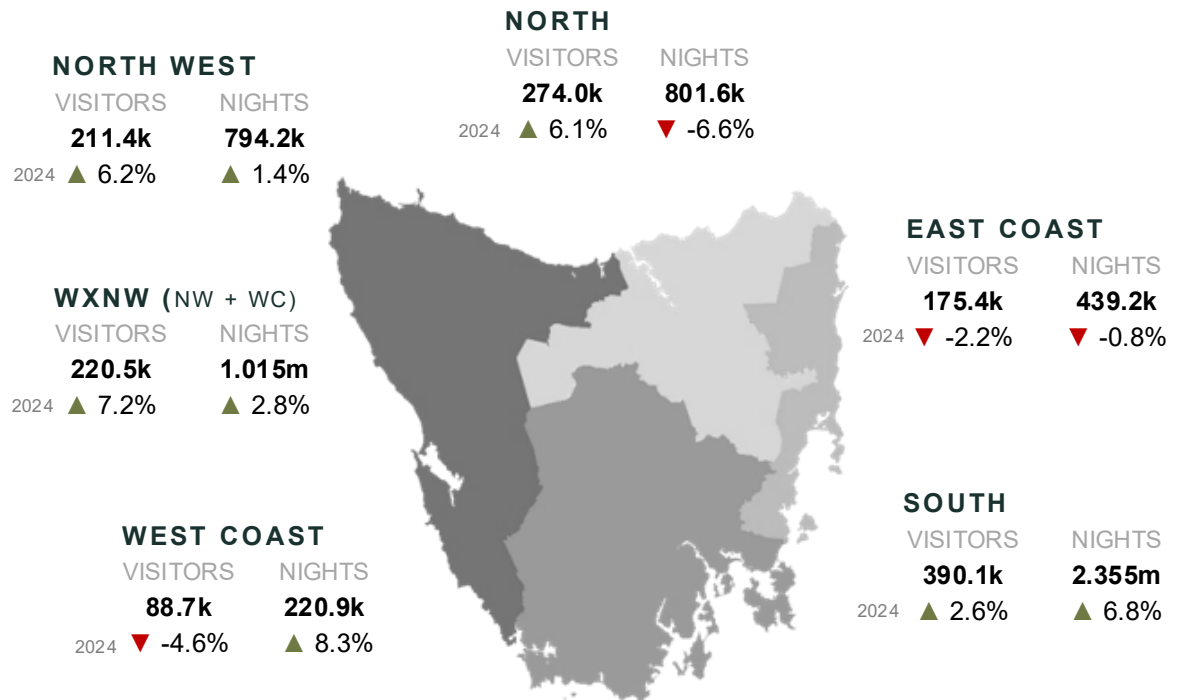 NORTH
VISITORS NIGHTS
274.0k 801.6k
2024 ▲ 6.1% ▼ -6.6%
NORTH WEST
VISITORS NIGHTS
211.4k 794.2k
2024 ▲ 6.2% ▲ 1.4%
EAST COAST
VISITORS NIGHTS
175.4k 439.2k
2024 ▼ -2.2% ▼ -0.8%
WXNW (NW + WC)
VISITORS NIGHTS
220.5k 1.015m
2024 ▲ 7.2% ▲ 2.8%
SOUTH
VISITORS NIGHTS
390.1k 2.355m
2024 ▲ 2.6% ▲ 6.8%
WEST COAST
VISITORS NIGHTS
88.7k 220.9k
2024 ▼ -4.6% ▲ 8.3%